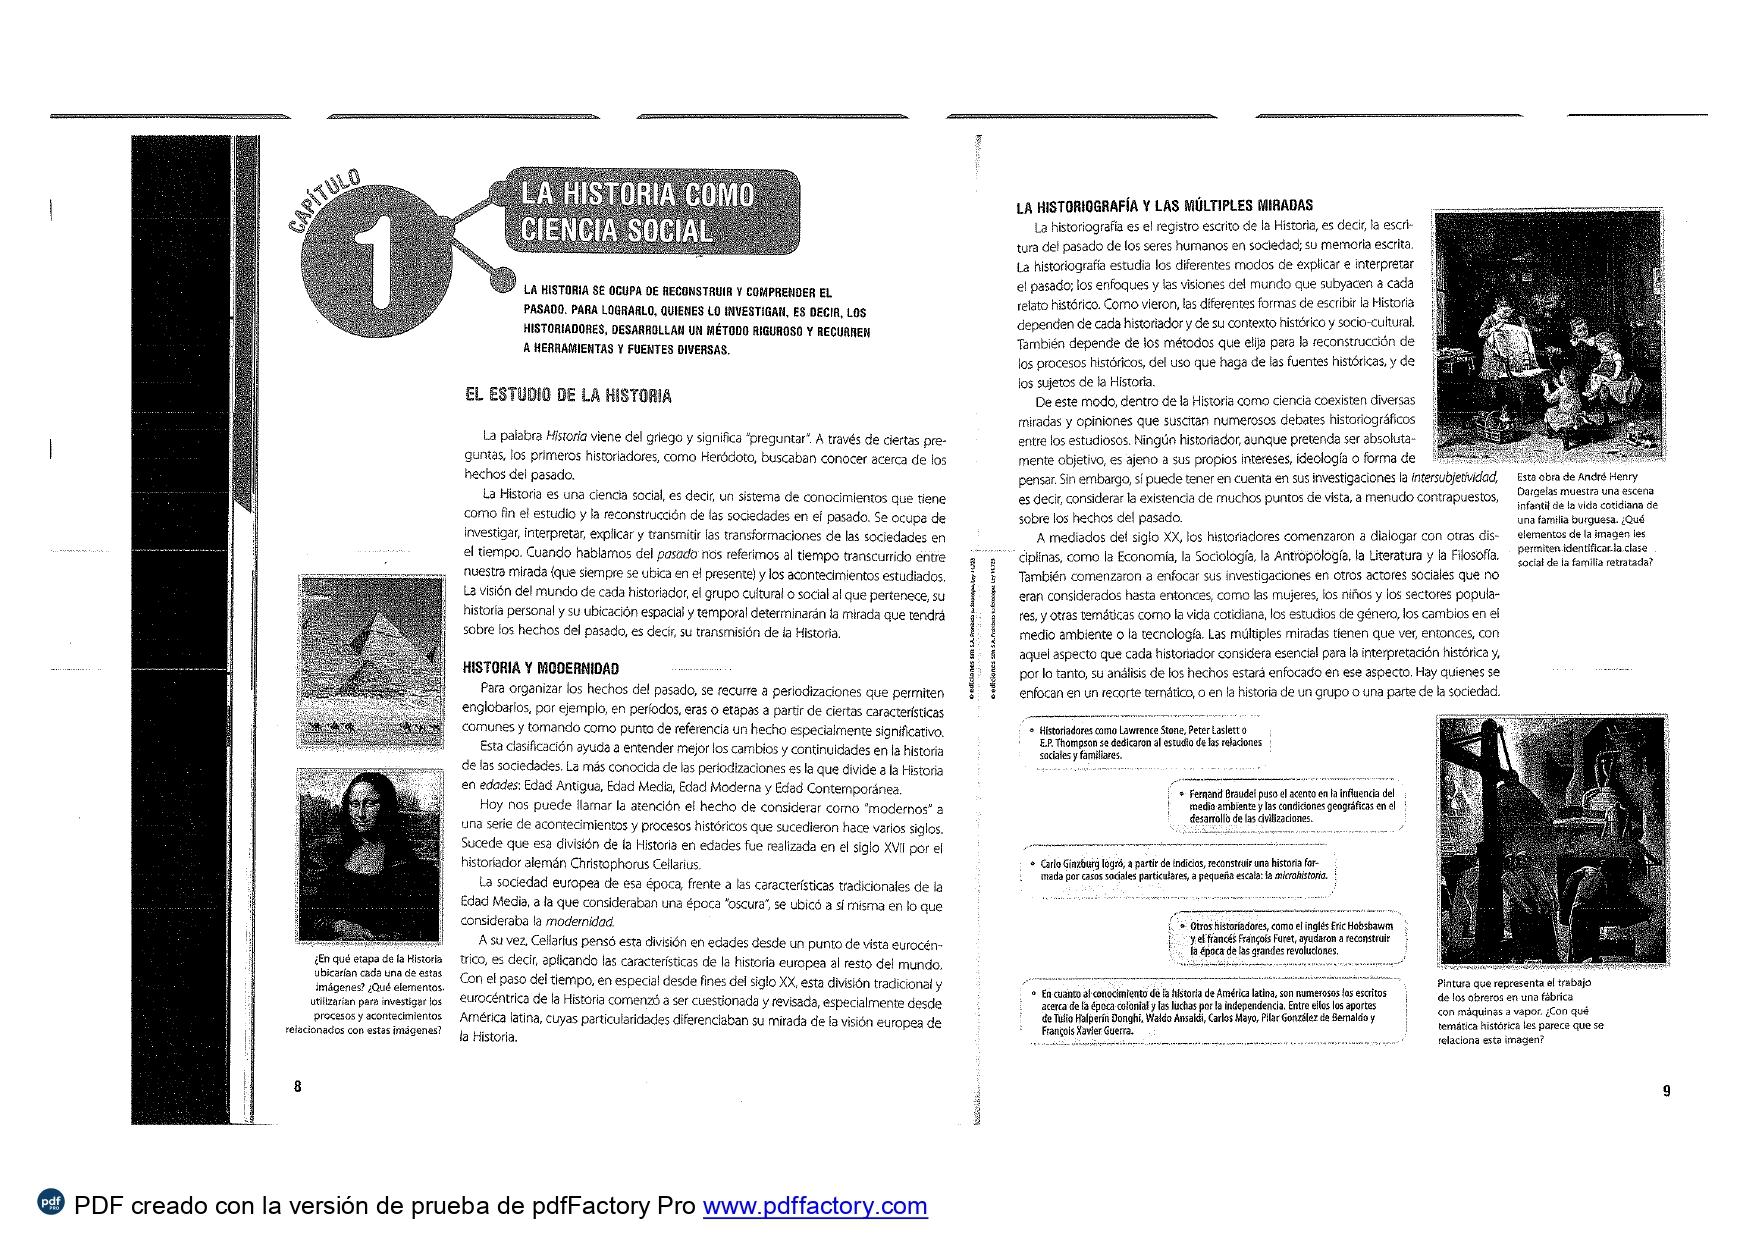 CAPÍTULO
1
LA HISTORIA COMO
CIENCIA SOCIAL
LA HISTORIA SE OCUPA DE RECONSTRUIR Y COMPRENDER EL
PASADO. PARA LOGRARLO, QUIENES LO INVESTIGAN, ES DECIR, LOS
HISTORIADORES, DESARROLLAN UN MÉTODO RIGUROSO Y RECURREN
A HERRAMIENTAS Y FUENTES DIVERSAS.
EL ESTUDIO DE LA HISTORIA
La palabra Historia viene del griego y significa "preguntar". A través de ciertas pre-
guntas, los primeros historiadores, como Heródoto, buscaban conocer acerca de los
hechos del pasado.
La Historia es una ciencia social, es decir, un sistema de conocimientos que tiene
como fin el estudio y la reconstrucción de las sociedades en el pasado. Se ocupa de
investigar, interpretar, explicar y transmitir las transformaciones de las sociedades en
el tiempo. Cuando hablamos del pasado nos referimos al tiempo transcurrido entre
nuestra mirada (que siempre se ubica en el presente) y los acontecimientos estudiados.
La visión del mundo de cada historiador, el grupo cultural o social al que pertenece, su
historia personal y su ubicación espacial y temporal determinarán la mirada que tendrá
sobre los hechos del pasado, es decir, su transmisión de la Historia.
HISTORIA Y MODERNIDAD
Para organizar los hechos del pasado, se recurre a periodizaciones que permiten
englobarlos, por ejemplo, en períodos, eras o etapas a partir de ciertas características
comunes y tomando como punto de referencia un hecho especialmente significativo.
Esta clasificación ayuda a entender mejor los cambios y continuidades en la historia
de las sociedades. La más conocida de las periodizaciones es la que divide a la Historia
en edades: Edad Antigua, Edad Media, Edad Moderna y Edad Contemporánea.
Hoy nos puede llamar la atención el hecho de considerar como "modernos" a
una serie de acontecimientos y procesos históricos que sucedieron hace varios siglos.
Sucede que esa división de la Historia en edades fue realizada en el siglo XVII por el
historiador alemán Christophorus Cellarius.
La sociedad europea de esa época, frente a las características tradicionales de la
Edad Media, a la que consideraban una época "oscura", se ubicó a sí misma en lo que
consideraba la modernidad.
A su vez, Cellarius pensó esta división en edades desde un punto de vista eurocén-
trico, es decir, aplicando las características de la historia europea al resto del mundo.
Con el paso del tiempo, en especial desde fines del siglo XX, esta división tradicional y
eurocéntrica de la Historia comenzó a ser cuestionada y revisada, especialmente desde
América latina, cuyas particularidades diferenciaban su mirada de la visión europea de
la Historia.
¿En qué etapa de la Historia
ubicarían cada una de estas
imágenes? ¿Qué elementos
utilizarían para investigar los
procesos y acontecimientos
relacionados con estas imágenes?
8
LA HISTORIOGRAFÍA Y LAS MÚLTIPLES MIRADAS
La historiografía es el registro escrito de la Historia, es decir, la escri-
tura del pasado de los seres humanos en sociedad; su memoria escrita.
La historiografía estudia los diferentes modos de explicar e interpretar
el pasado; los enfoques y las visiones del mundo que subyacen a cada
relato histórico. Como vieron, las diferentes formas de escribir la Historia
dependen de cada historiador y de su contexto histórico y socio-cultural.
También depende de los métodos que elija para la reconstrucción de
los procesos históricos, del uso que haga de las fuentes históricas, y de
los sujetos de la Historia.
De este modo, dentro de la Historia como ciencia coexisten diversas
miradas y opiniones que suscitan numerosos debates historiográficos
entre los estudiosos. Ningún historiador, aunque pretenda ser absoluta-
mente objetivo, es ajeno a sus propios intereses, ideología o forma de
pensar. Sin embargo, sí puede tener en cuenta en sus investigaciones la intersubjetividad,
es decir, considerar la existencia de muchos puntos de vista, a menudo contrapuestos,
sobre los hechos del pasado.
A mediados del siglo XX, los historiadores comenzaron a dialogar con otras dis-
ciplinas, como la Economía, la Sociología, la Antropología, la Literatura y la Filosofía.
También comenzaron a enfocar sus investigaciones en otros actores sociales que no
eran considerados hasta entonces, como las mujeres, los niños y los sectores popula-
res, y otras temáticas como la vida cotidiana, los estudios de género, los cambios en el
medio ambiente o la tecnología. Las múltiples miradas tienen que ver, entonces, con
aquel aspecto que cada historiador considera esencial para la interpretación histórica y,
por lo tanto, su análisis de los hechos estará enfocado en ese aspecto. Hay quienes se
enfocan en un recorte temático, o en la historia de un grupo o una parte de la sociedad.
Esta obra de André Henry
Dargelas muestra una escena
infantil de la vida cotidiana de
una familia burguesa. ¿Qué
elementos de la imagen les
permiten identificar la clase
social de la familia retratada?
© ediciones sm S.A. Prohibida su fotocopia. Ley 11.723
© ediciones sm S.A. Prohibida su fotocopia. Ley 11.723
• Historiadores como Lawrence Stone, Peter Laslett o
E.P. Thompson se dedicaron al estudio de las relaciones
sociales y familiares.
• Fernand Braudel puso el acento en la influencia del
medio ambiente y las condiciones geográficas en el
desarrollo de las civilizaciones.
• Carlo Ginzburg logró, a partir de indicios, reconstruir una historia for-
mada por casos sociales particulares, a pequeña escala: la microhistoria.
• Otros historiadores, como el inglés Eric Hobsbawm
y el francés François Furet, ayudaron a reconstruir
la época de las grandes revoluciones.
• En cuanto al conocimiento de la historia de América latina, son numerosos los escritos
acerca de la época colonial y las luchas por la independencia. Entre ellos los aportes
de Tulio Halperín Donghi, Waldo Ansaldi, Carlos Mayo, Pilar González de Bernaldo y
François Xavier Guerra.
Pintura que representa el trabajo
de los obreros en una fábrica
con máquinas a vapor. ¿Con qué
temática histórica les parece que se
relaciona esta imagen?
9
pdf
PRO
PDF creado con la versión de prueba de pdfFactory Pro www.pdffactory.com